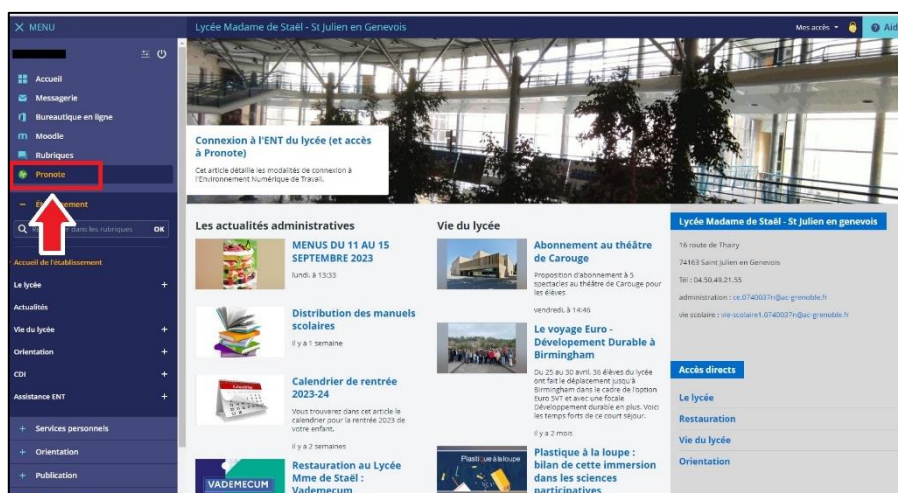 MENU
Lycée Madame de Staël - St Julien en Genevois
Mes accès
Aid
Accueil
Messagerie
Bureautique en ligne
Moodle
Rubriques
Pronote
dans les rubriques
OK
Accueil de l'établissement
Le lycée
Actualités
Vie du lycée
Orientation
CDI
Assistance ENT
Services personnels
Orientation
Publication
Connexion à l'ENT du lycée (et accès
à Pronote)
Cet article détaille les modalités de connexion à
l'Environnement Numérique de Travail.
Les actualités administratives
MENUS DU 11 AU 15
SEPTEMBRE 2023
lundi, à 13:33
Distribution des manuels
scolaires
il y a 1 semaine
Calendrier de rentrée
2023-24
Vous trouverez dans cet article le
calendrier pour la rentrée 2023 de
votre enfant.
il y a 2 semaines
VADEMECUM
Restauration au Lycée
Mme de Staël :
Vademecum
Vie du lycée
Abonnement au théâtre
de Carouge
Proposition d'abonnement à 5
spectacles au théâtre de Carouge pour
les élèves
vendredi, à 14:46
Le voyage Euro -
Dévelopement Durable à
Birmingham
Du 25 au 30 avril, 36 élèves du lycée
ont fait le déplacement jusqu'à
Birmingham dans le cadre de l'option
Euro SVT et avec une focale
Développement durable en plus. Voici
les temps forts de ce court séjour.
il y a 2 mois
Plastique à la loupe
Plastique à la loupe :
bilan de cette immersion
dans les sciences
participatives
Lycée Madame de Staël - St Julien en genevois
16 route de Thairy
74163 Saint Julien en Genevois
Tél : 04.50.49.21.55
administration : ce.0740037n@ac-grenoble.fr
vie scolaire : vie-scolaire1.0740037n@ac-grenoble.fr
Accès directs
Le lycée
Restauration
Vie du lycée
Orientation